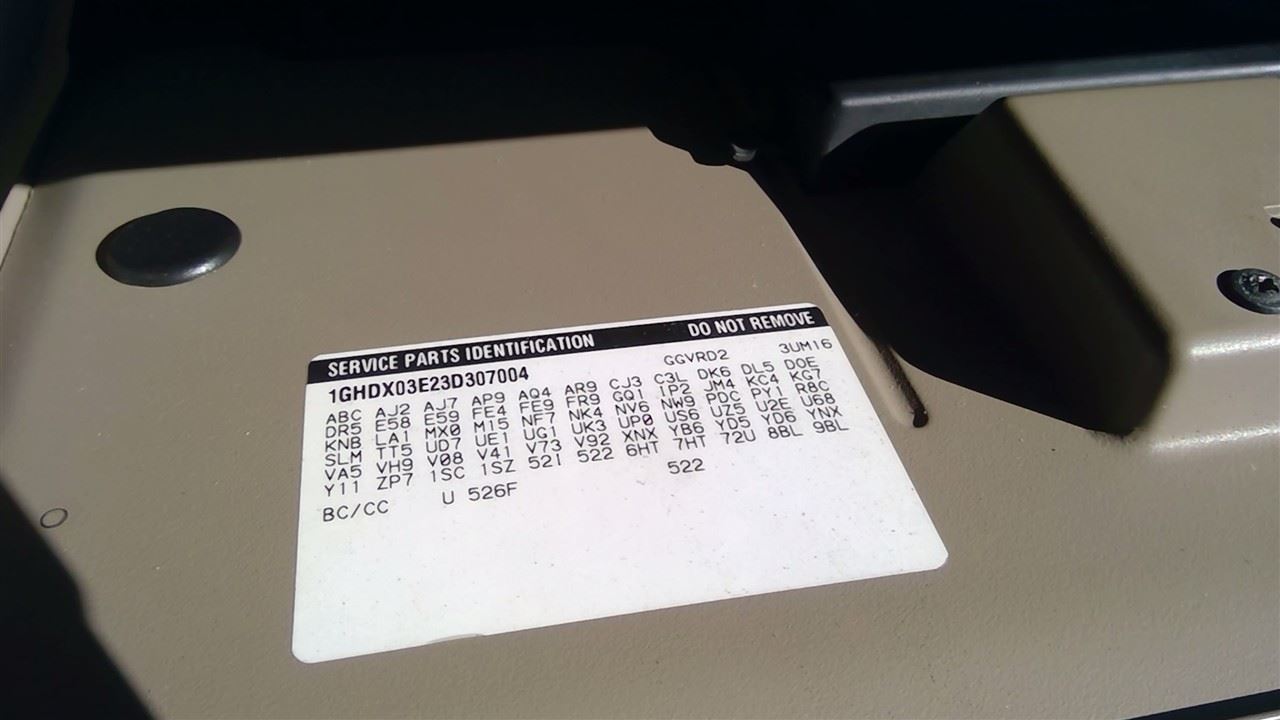 SERVICE PARTS IDENTIFICATION DO NOT REMOVE
1GHDX03E23D307004 GGVRD2 3UM16
ABC AJ2 AJ7 AP9 AQ4 AR9 CJ3 C3L DK6 DL5 D0E
DR5 E58 E59 FE4 FE9 FR9 GQ1 IP2 JM4 KC4 KG7
KNB LA1 MX0 M15 NF7 NK4 NV6 NW9 PDC PY1 R8C
SLM TT5 UD7 UE1 UG1 UK3 UP0 US6 UZ5 U2E U68
VA5 VH9 V08 V41 V73 V92 XNX YB6 YD5 YD6 YNX
Y11 ZP7 1SC 1SZ 521 522 6HT 7HT 72U 8BL 9BL
BC/CC U 526F 522